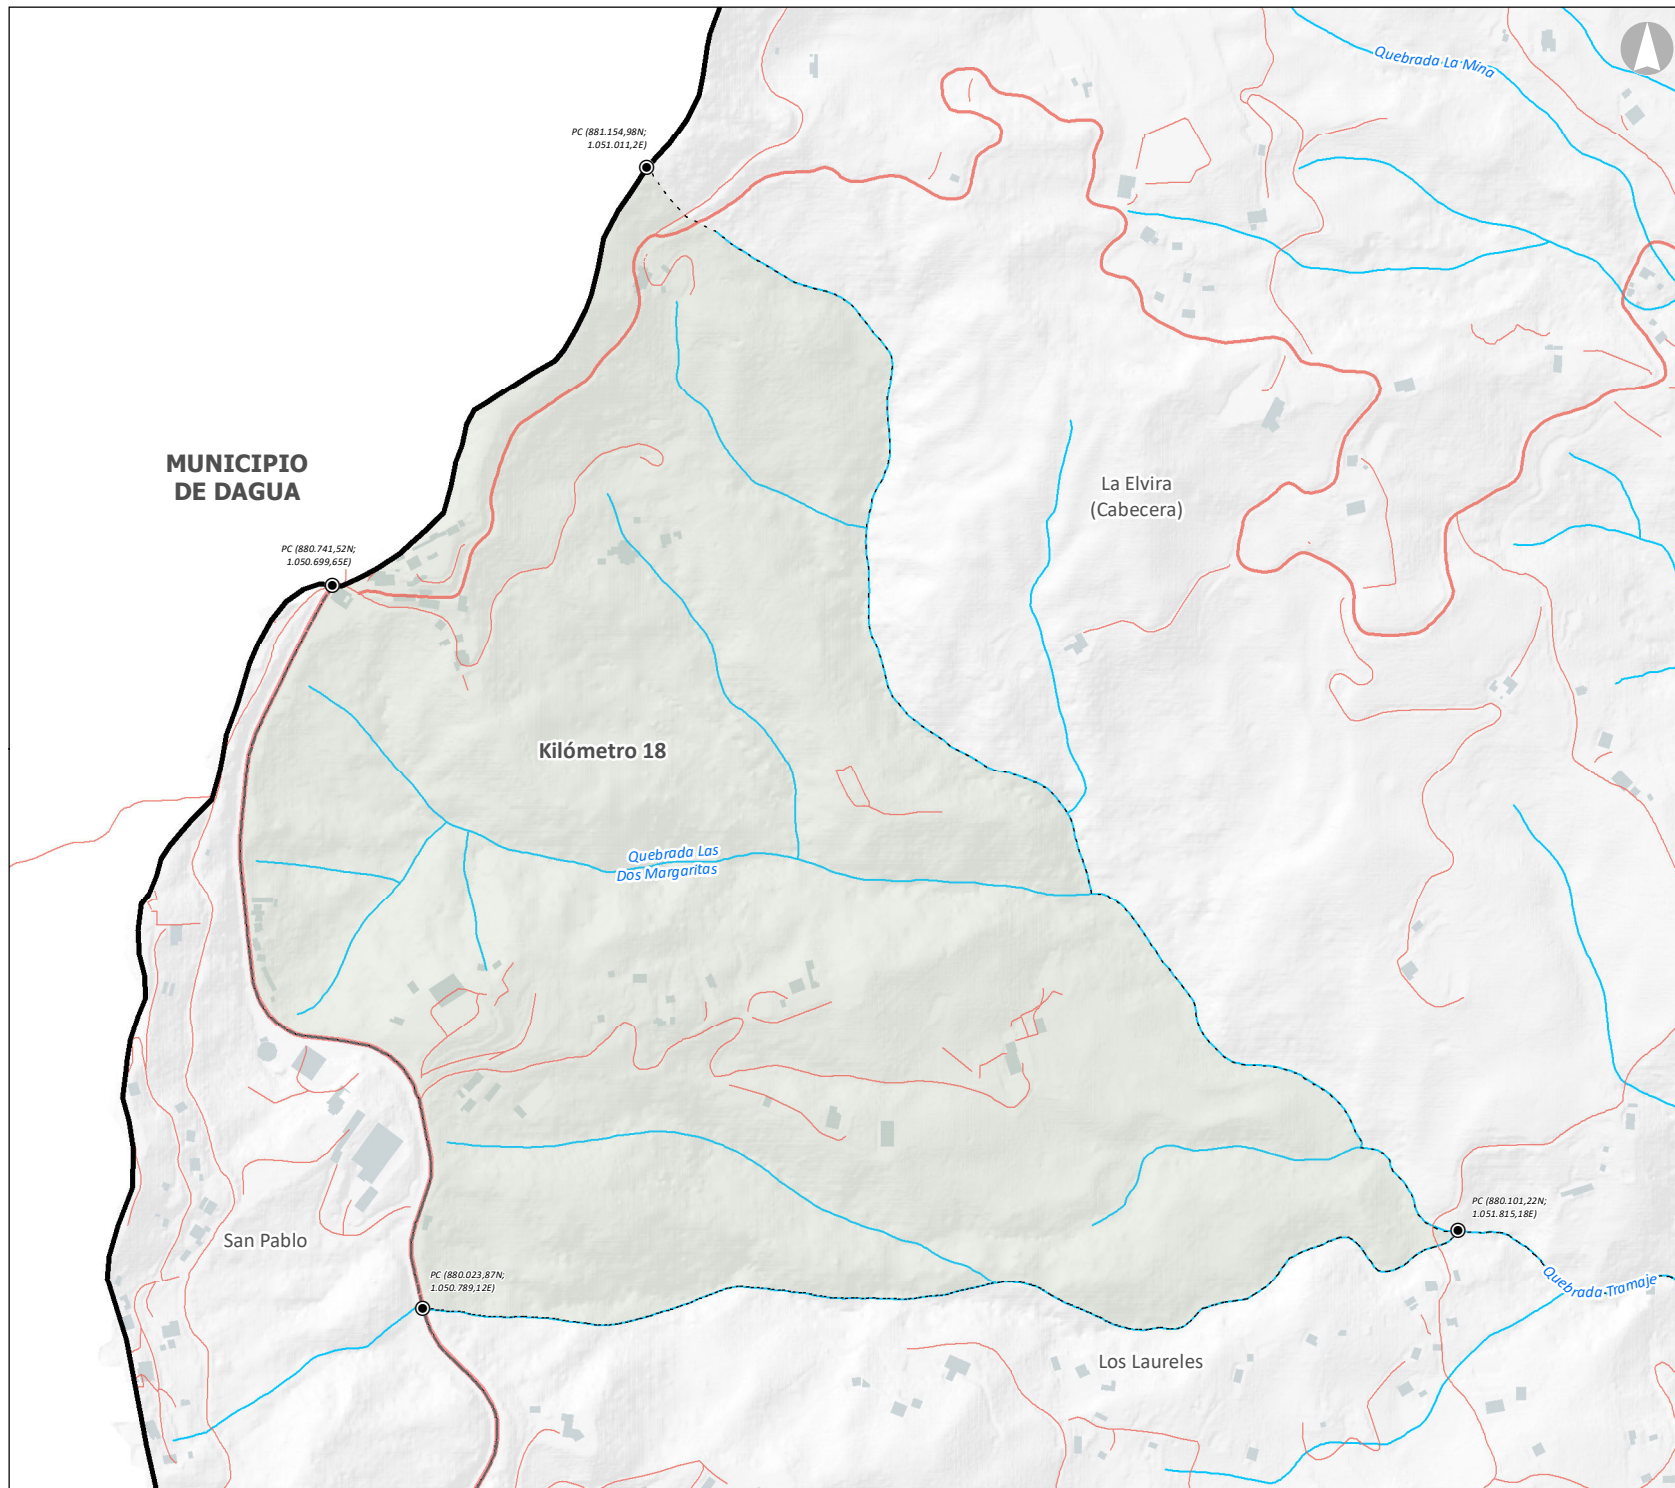 Quebrada La Mina
PC (881.154,98N;
1.051.011,2E)
MUNICIPIO
DE DAGUA
La Elvira
(Cabecera)
PC (880.741,52N;
1.050.699,65E)
Kilómetro 18
Quebrada Las
Dos Margaritas
PC (880.101,22N;
1.051.815,18E)
San Pablo
PC (880.023,87N;
1.050.789,12E)
Quebrada Tramaje
Los Laureles